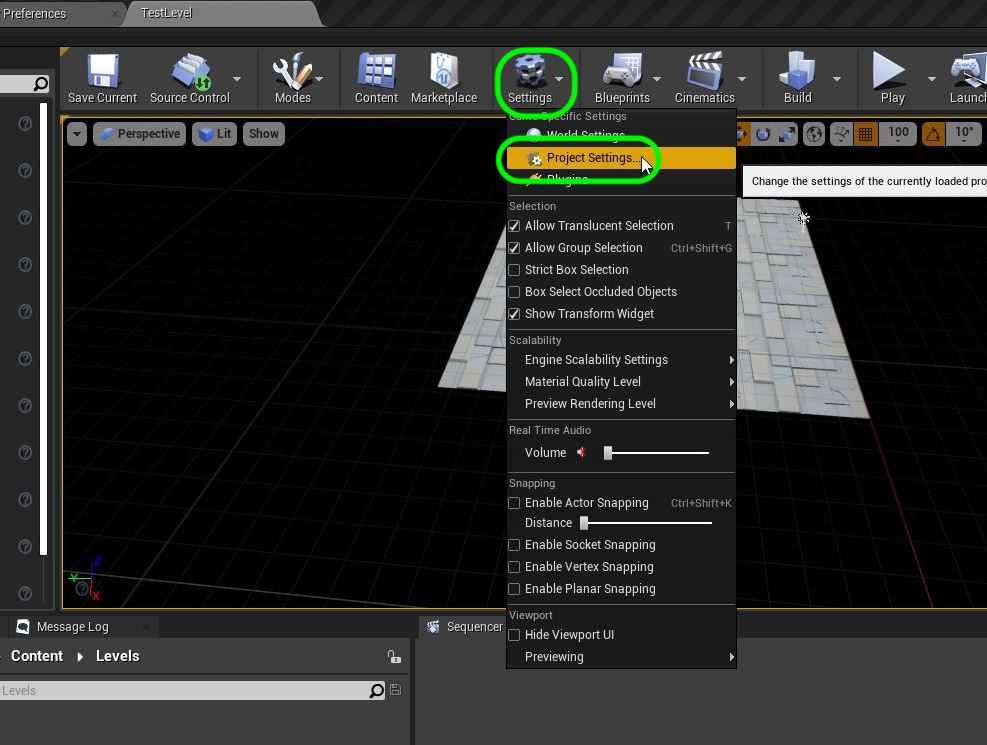 Preferences
TestLevel
Save Current
Source Control
Modes
Content
Marketplace
Settings
Blueprints
Cinematics
Build
Play
Launch
Perspective
Lit
Show
100
10°
Game Specific Settings
World Settings
Project Settings...
Plugins
Change the settings of the currently loaded pro
Selection
Allow Translucent Selection T
Allow Group Selection Ctrl+Shift+G
Strict Box Selection
Box Select Occluded Objects
Show Transform Widget
Scalability
Engine Scalability Settings
Material Quality Level
Preview Rendering Level
Real Time Audio
Volume
Snapping
Enable Actor Snapping Ctrl+Shift+K
Distance
Enable Socket Snapping
Enable Vertex Snapping
Enable Planar Snapping
Viewport
Hide Viewport UI
Previewing
Z
Y
X
Message Log
Sequencer
Content Levels
Levels